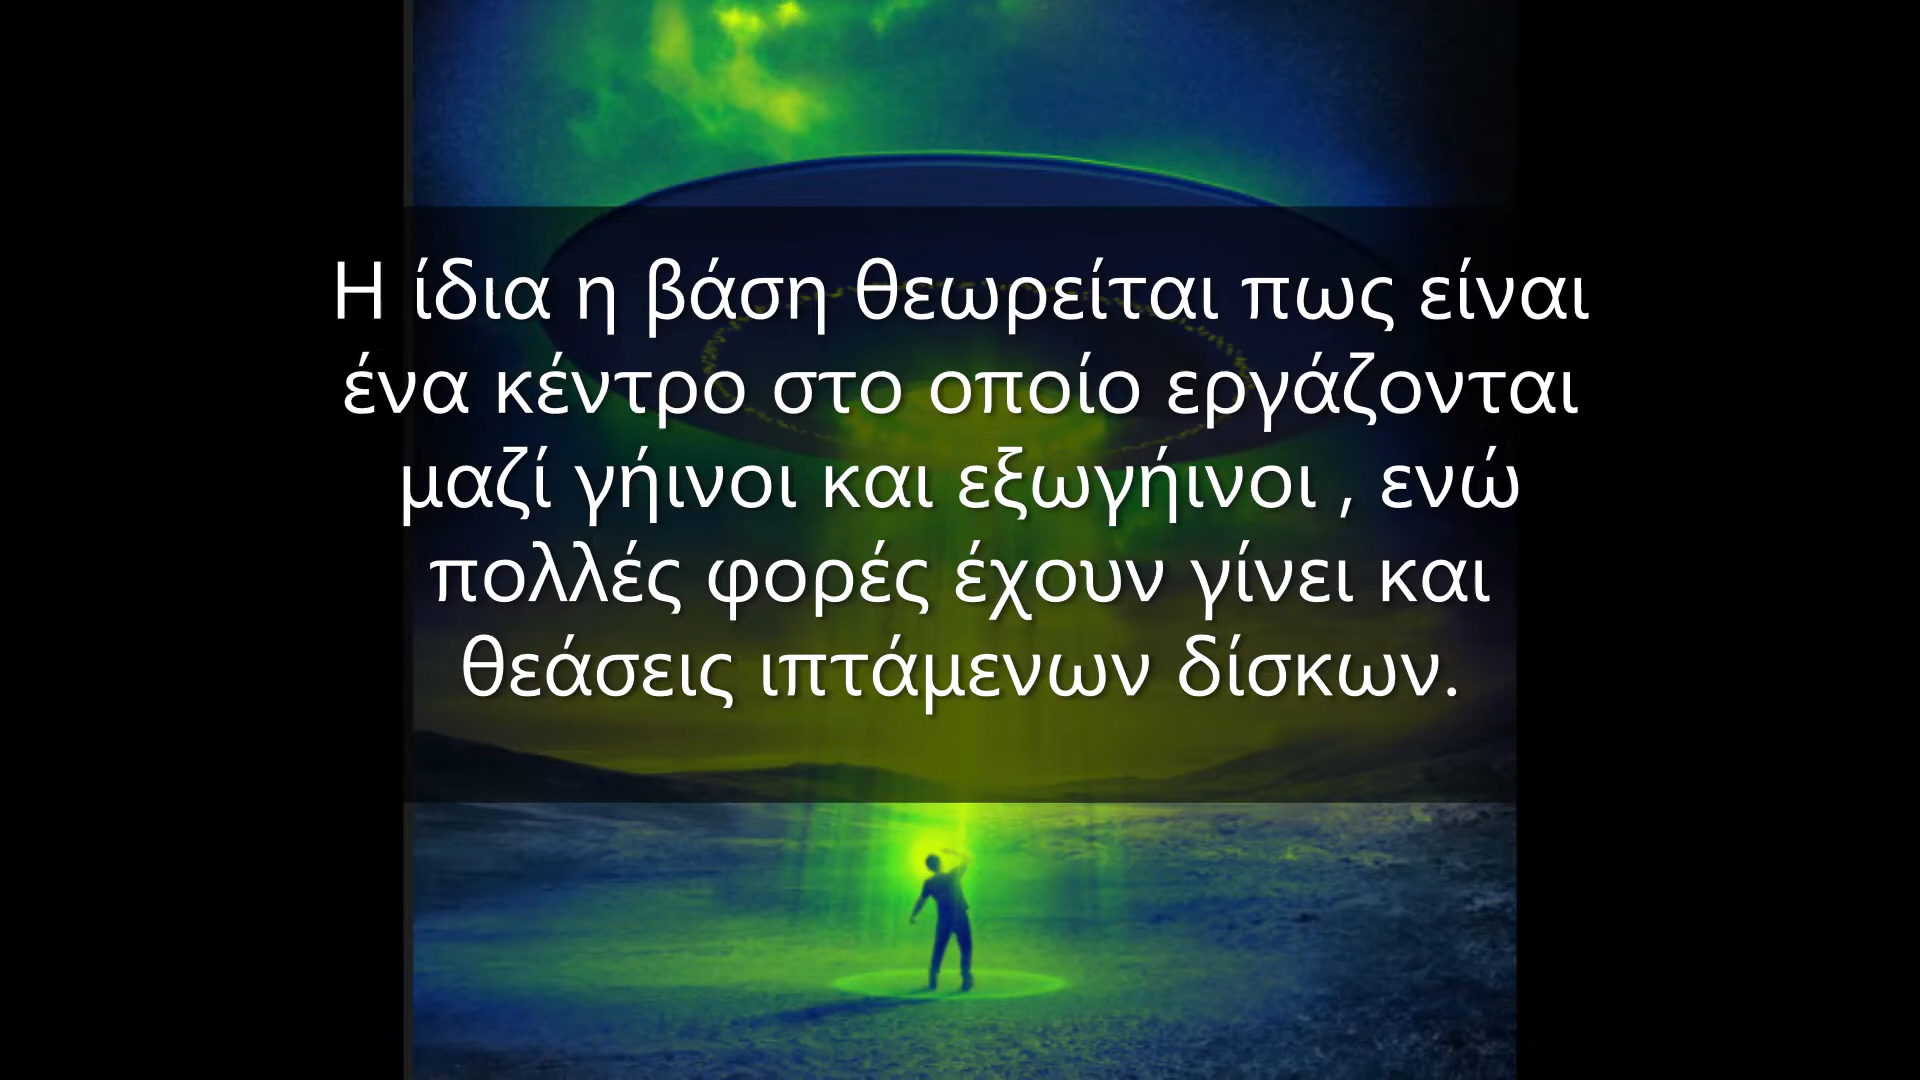 Η ίδια η βάση θεωρείται πως είναι
ένα κέντρο στο οποίο εργάζονται
μαζί γήινοι και εξωγήινοι , ενώ
πολλές φορές έχουν γίνει και
θεάσεις ιπτάμενων δίσκων.